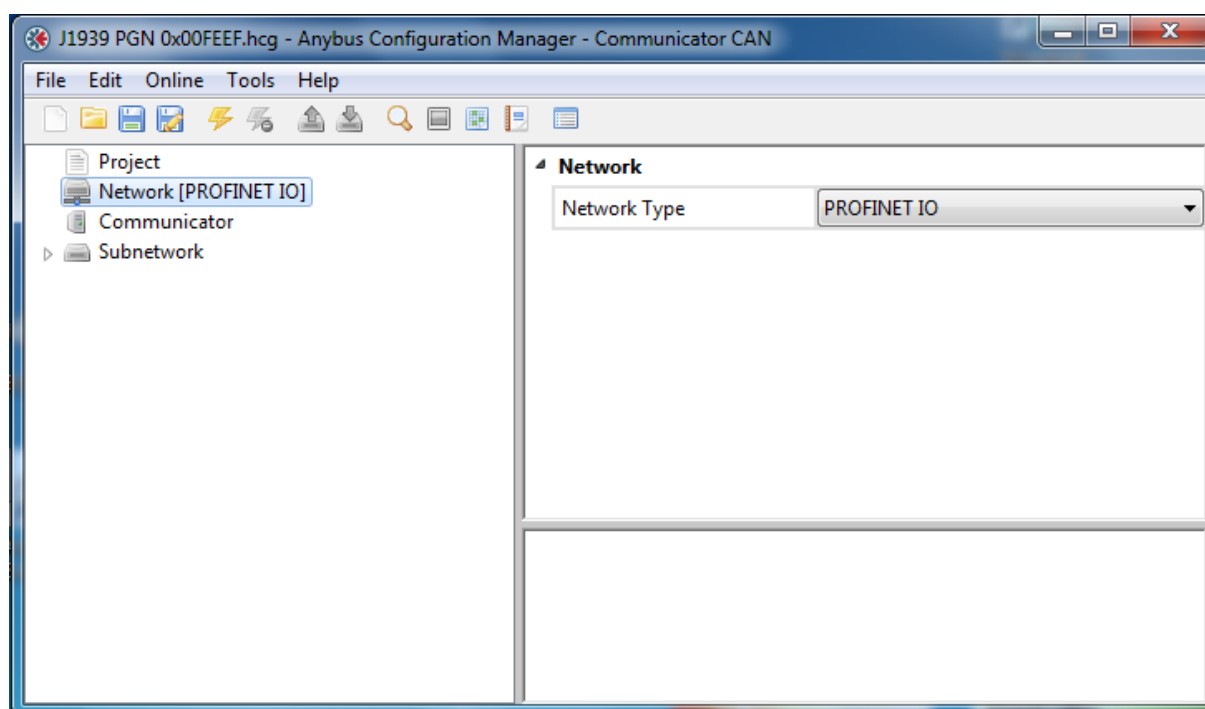 J1939 PGN 0x00FEEF.hcg - Anybus Configuration Manager - Communicator CAN
File Edit Online Tools Help
Project
Network [PROFINET IO]
Communicator
Subnetwork
Network
Network Type PROFINET IO